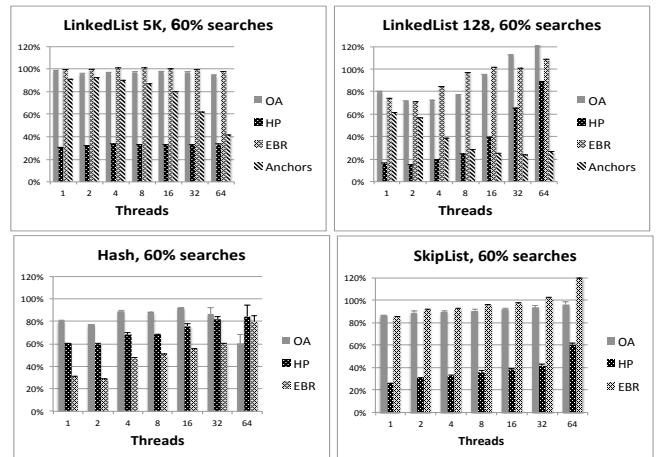 LinkedList 5K, 60% searches
120%
100%
80%
60%
40%
20%
0%
1 2 4 8 16 32 64
Threads
OA
HP
EBR
Anchors
LinkedList 128, 60% searches
120%
100%
80%
60%
40%
20%
0%
1 2 4 8 16 32 64
Threads
OA
HP
EBR
Anchors
Hash, 60% searches
120%
100%
80%
60%
40%
20%
0%
1 2 4 8 16 32 64
Threads
OA
HP
EBR
SkipList, 60% searches
120%
100%
80%
60%
40%
20%
0%
1 2 4 8 16 32 64
Threads
OA
HP
EBR